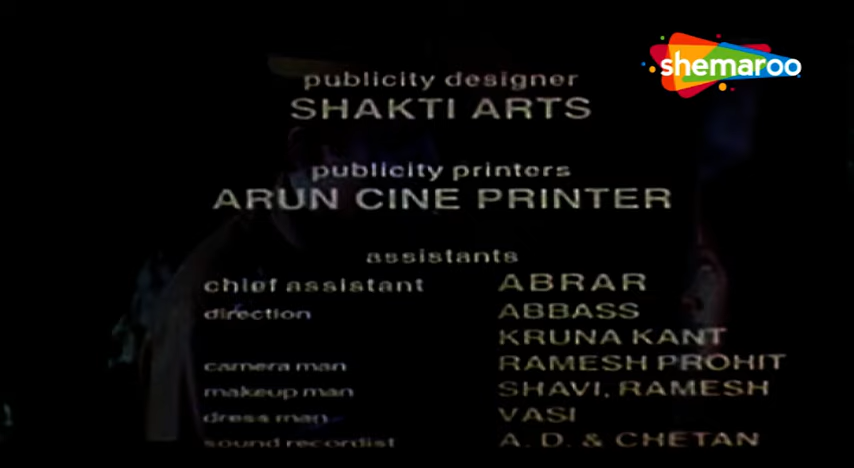 shemaroo
publicity designer
SHAKTI ARTS
publicity printers
ARUN CINE PRINTER
assistants
chief assistant ABRAR
direction ABBASS
KRUNA KANT
camera man RAMESH PROHIT
makeup man SHAVI, RAMESH
dress man VASI
sound recordist A. D. & CHETAN